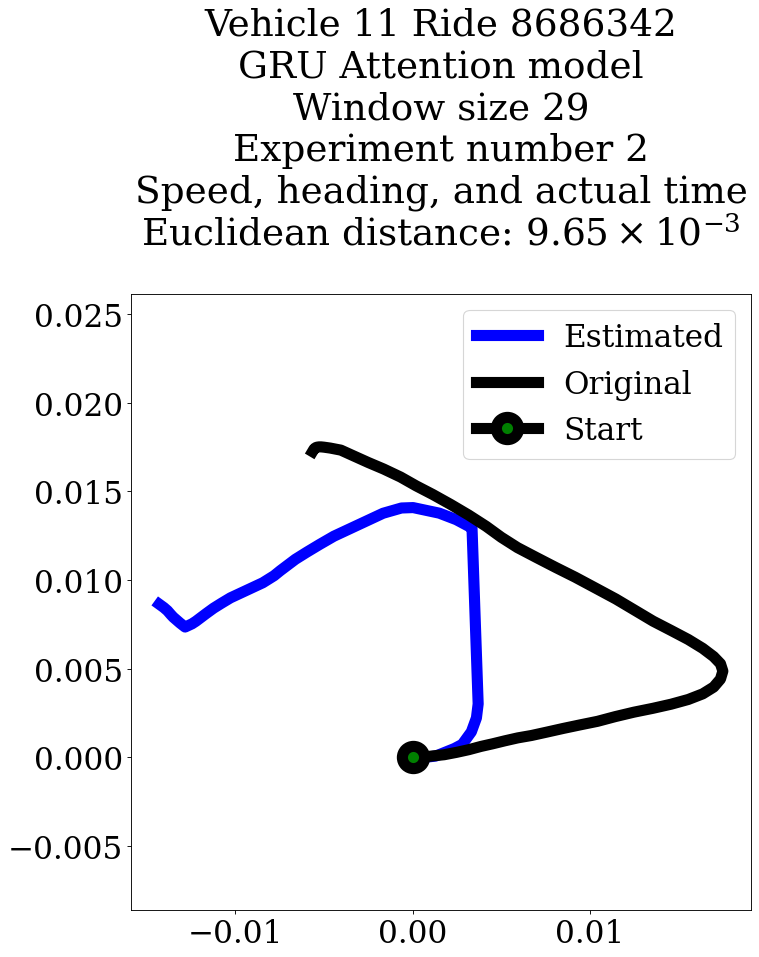 Vehicle 11 Ride 8686342
GRU Attention model
Window size 29
Experiment number 2
Speed, heading, and actual time
Euclidean distance: 9.65 × 10⁻³
Estimated
Original
Start
0.025
0.020
0.015
0.010
0.005
0.000
−0.005
−0.01
0.00
0.01